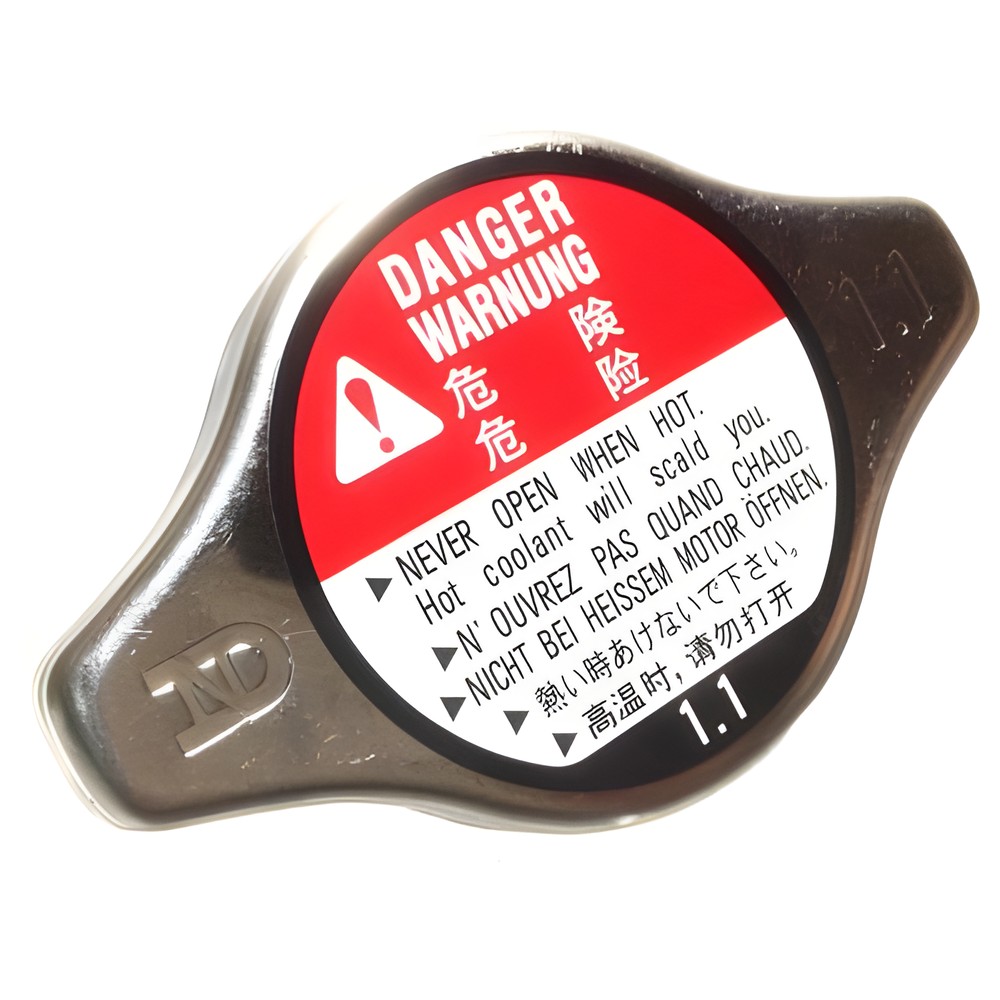 DANGER
WARNUNG
危 険
危 险
NEVER OPEN WHEN HOT.
Hot coolant will scald you.
N' OUVREZ PAS QUAND CHAUD.
NICHT BEI HEISSEM MOTOR ÖFFNEN.
熱い時あけないで下さい。
高温时，请勿打开
1.1
1.1
ND